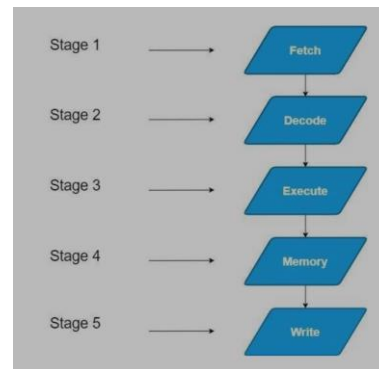 Stage 1 Fetch
Stage 2 Decode
Stage 3 Execute
Stage 4 Memory
Stage 5 Write